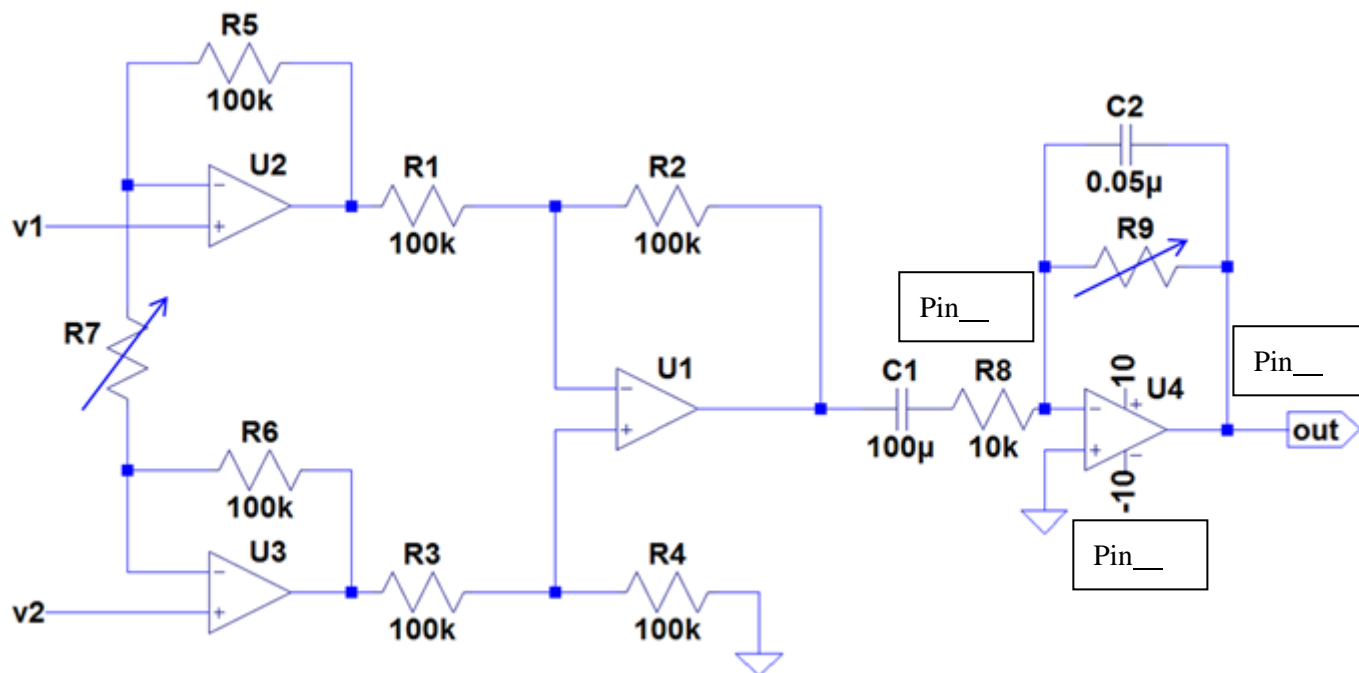 R5
100k
U2
v1
R1
100k
R2
100k
R7
R6
100k
U3
v2
R3
100k
R4
100k
U1
C1
100µ
R8
10k
C2
0.05µ
R9
Pin__
Pin__
10
U4
-10
Pin__
out